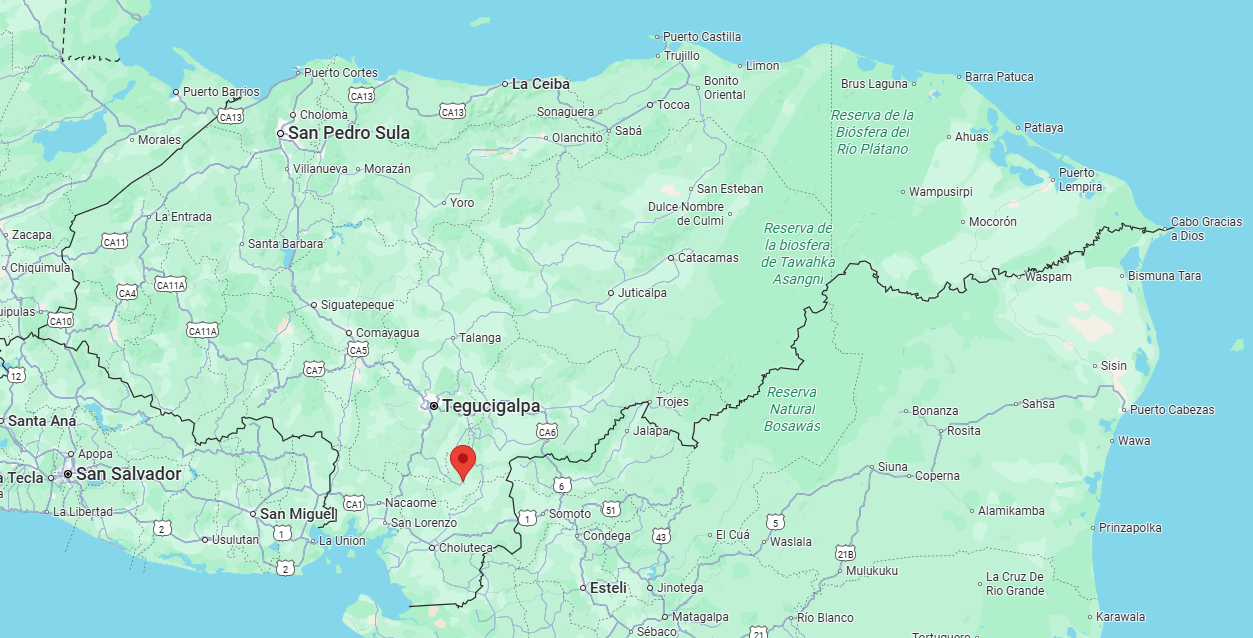 Puerto Castilla
Trujillo
Limon
Puerto Cortes
Barra Patuca
La Ceiba
Bonito
Oriental
Brus Laguna
Puerto Barrios
CA13
CA13
CA13
Choloma
Sonaguera
Tocoa
Reserva de la
Biósfera del
Río Plátano
Patlaya
San Pedro Sula
Morales
Olanchito
Sabá
Ahuas
Villanueva
Morazán
Puerto
Lempira
San Esteban
Wampusirpi
Yoro
Dulce Nombre
de Culmi
La Entrada
Mocorón
Cabo Gracias
a Dios
Zacapa
CA11
Santa Barbara
Reserva de
la biosfera
de Tawahka
Asangni
Chiquimula
Catacamas
Waspam
Bismuna Tara
CA4
CA11A
Juticalpa
Siguatepeque
uipulas
CA10
CA11A
Comayagua
Talanga
CA5
CA7
Sisin
12
Reserva
Natural
Bosawás
Tegucigalpa
Trojes
Santa Ana
CA6
Jalapa
Bonanza
Sahsa
Puerto Cabezas
Rosita
Wawa
Apopa
a Tecla
San Salvador
Siuna
Coperna
6
CA1
Nacaome
51
La Libertad
San Miguel
1
Somoto
San Lorenzo
5
Alamikamba
2
1
Usulutan
La Union
Condega
43
El Cuá
Waslala
Prinzapolka
Choluteca
21B
2
Mulukuku
Esteli
Jinotega
La Cruz De
Rio Grande
Matagalpa
Río Blanco
Karawala
Sébaco
21
Tortuguero